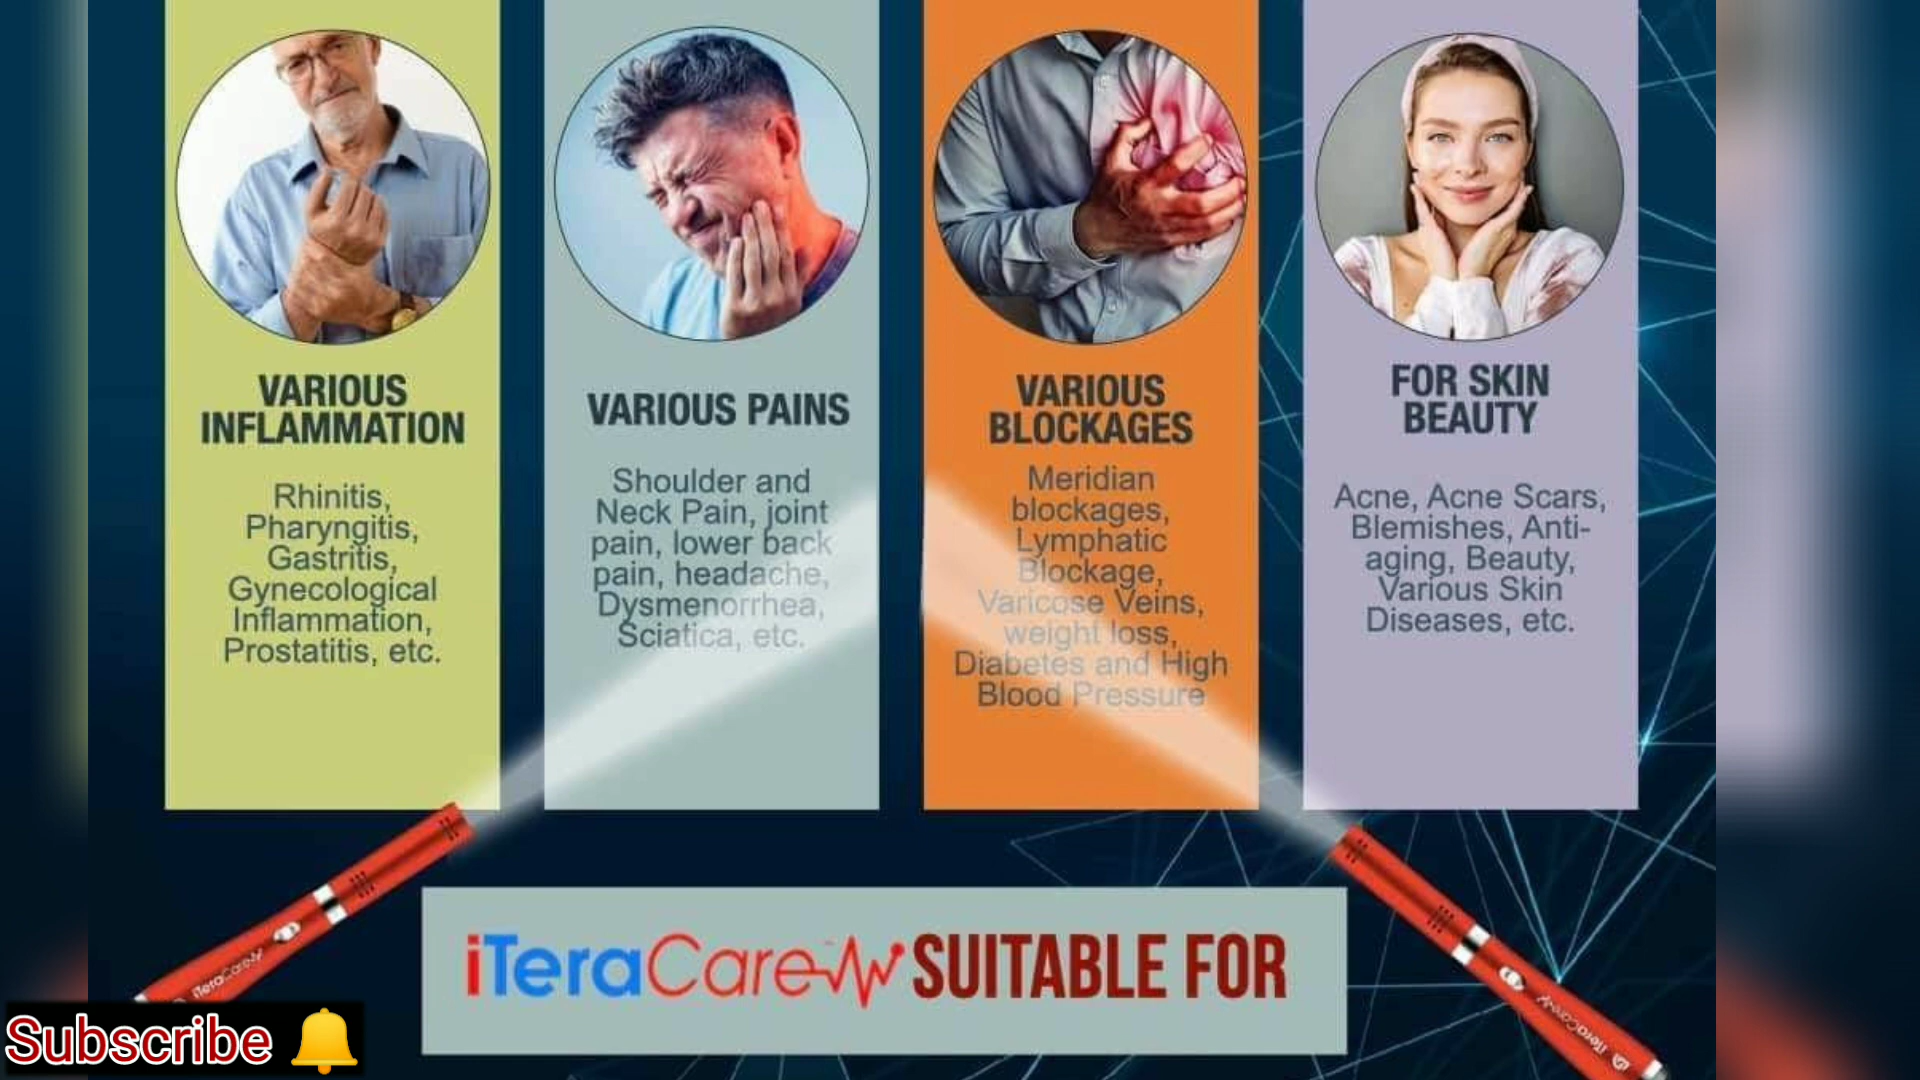 VARIOUS
INFLAMMATION
Rhinitis,
Pharyngitis,
Gastritis,
Gynecological
Inflammation,
Prostatitis, etc.
VARIOUS PAINS
Shoulder and
Neck Pain, joint
pain, lower back
pain, headache,
Dysmenorrhea,
Sciatica, etc.
VARIOUS
BLOCKAGES
Meridian
blockages,
Lymphatic
Blockage,
Varicose Veins,
weight loss,
Diabetes and High
Blood Pressure
FOR SKIN
BEAUTY
Acne, Acne Scars,
Blemishes, Anti-
aging, Beauty,
Various Skin
Diseases, etc.
iTeraCare
iTeraCare SUITABLE FOR
iTeraCare
Subscribe